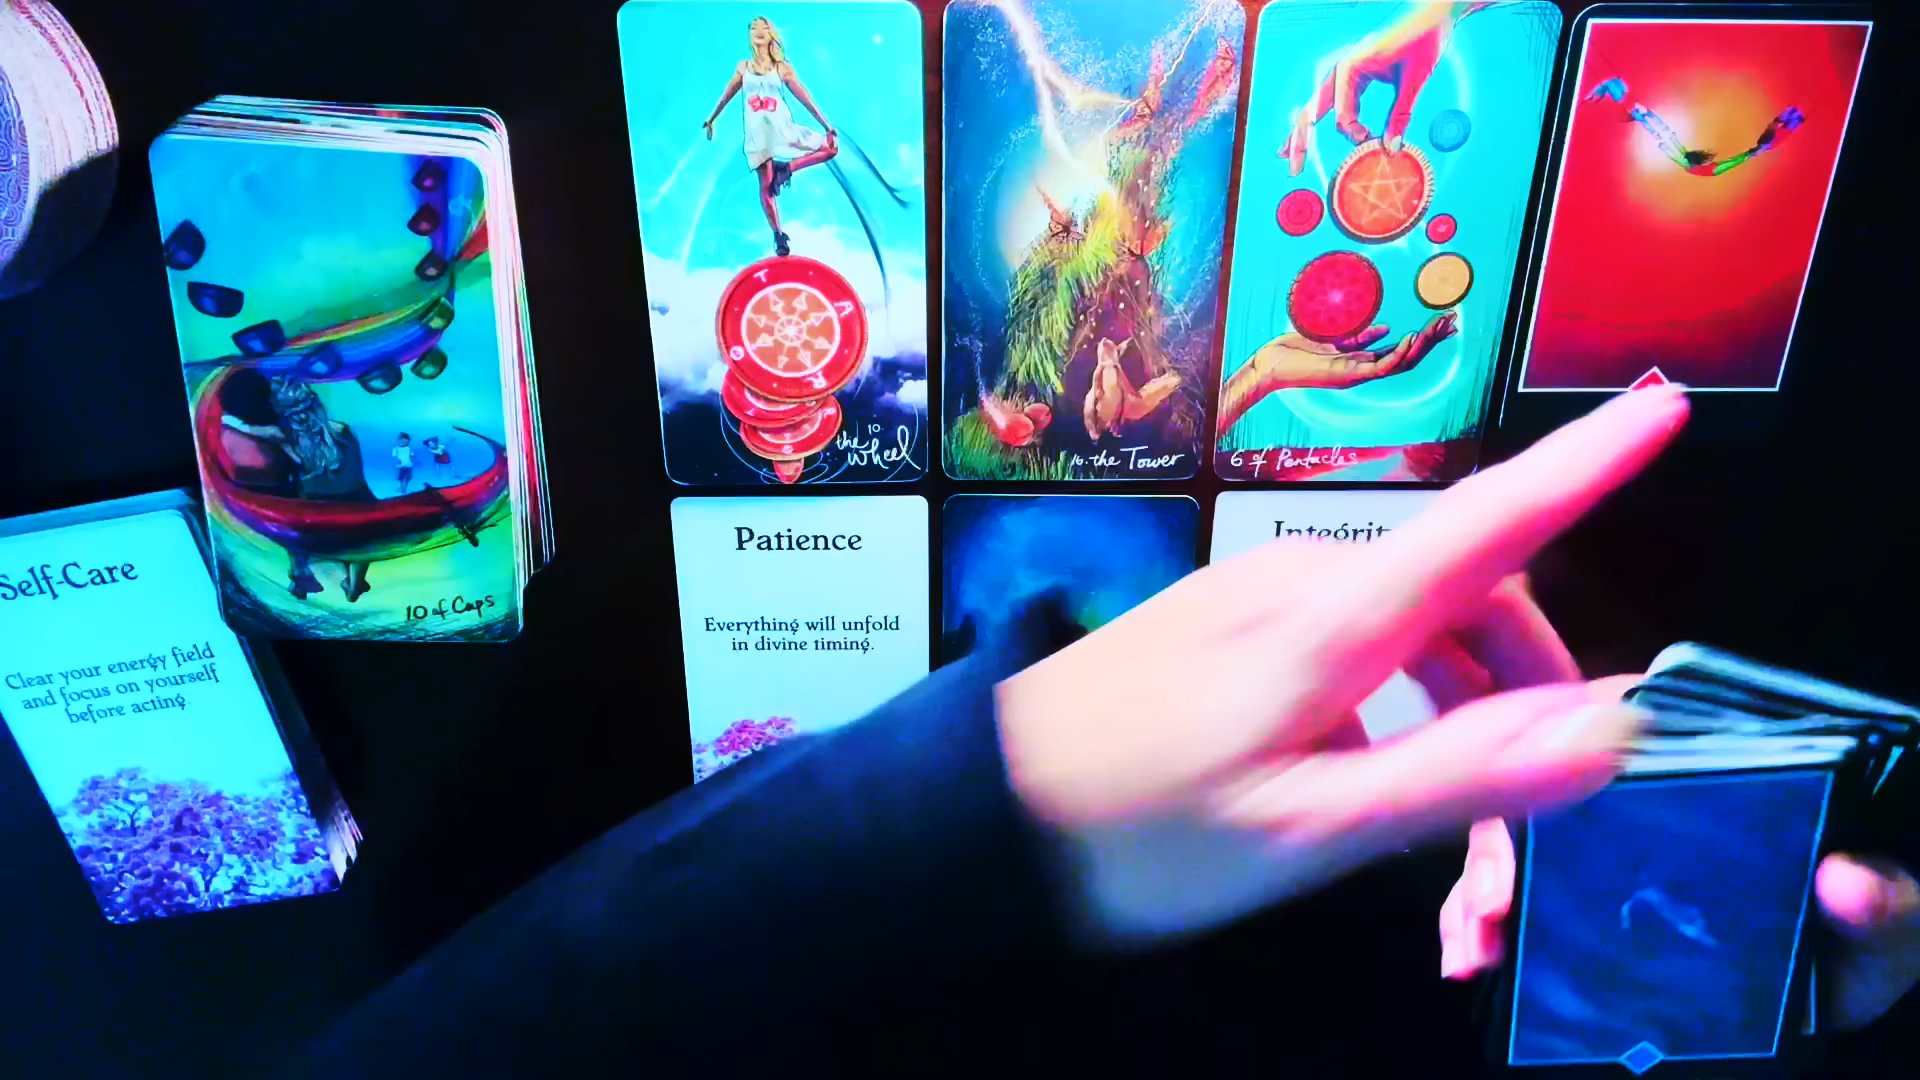 T
A
R
O
10
the
wheel
16. the Tower
6 of Pentacles
10 of Cups
Self-Care
Clear your energy field
and focus on yourself
before acting.
Patience
Everything will unfold
in divine timing.